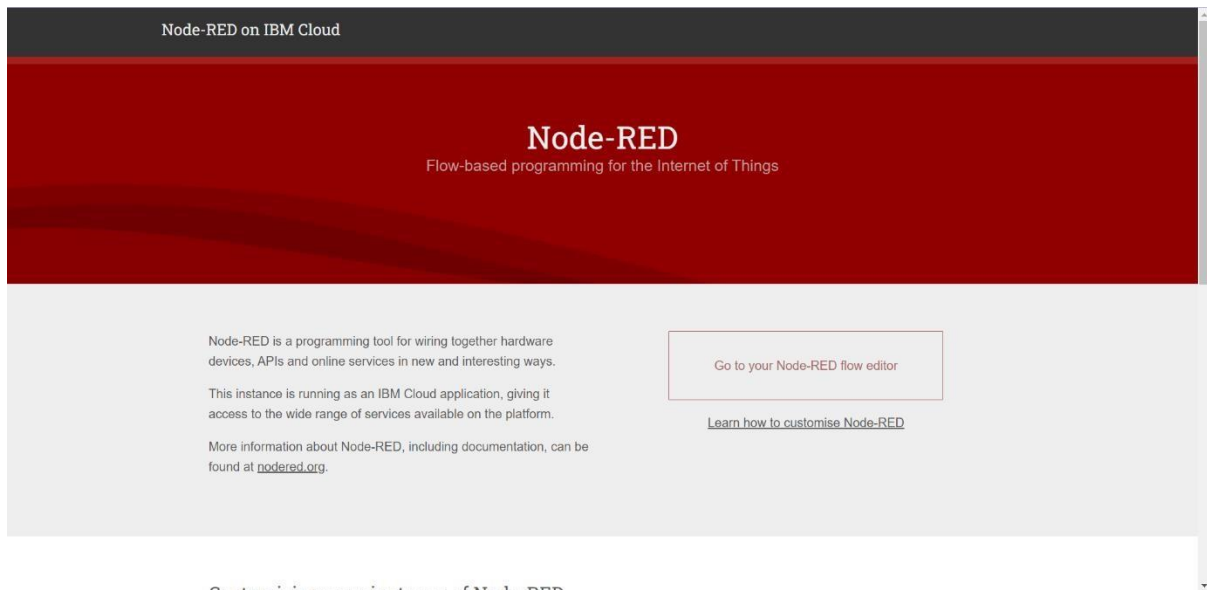 Node-RED on IBM Cloud
Node-RED
Flow-based programming for the Internet of Things
Node-RED is a programming tool for wiring together hardware
devices, APIs and online services in new and interesting ways.
This instance is running as an IBM Cloud application, giving it
access to the wide range of services available on the platform.
More information about Node-RED, including documentation, can be
found at nodered.org.
Go to your Node-RED flow editor
Learn how to customise Node-RED
of Node-RED